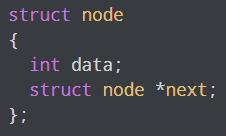 struct node
{
  int data;
  struct node *next;
};